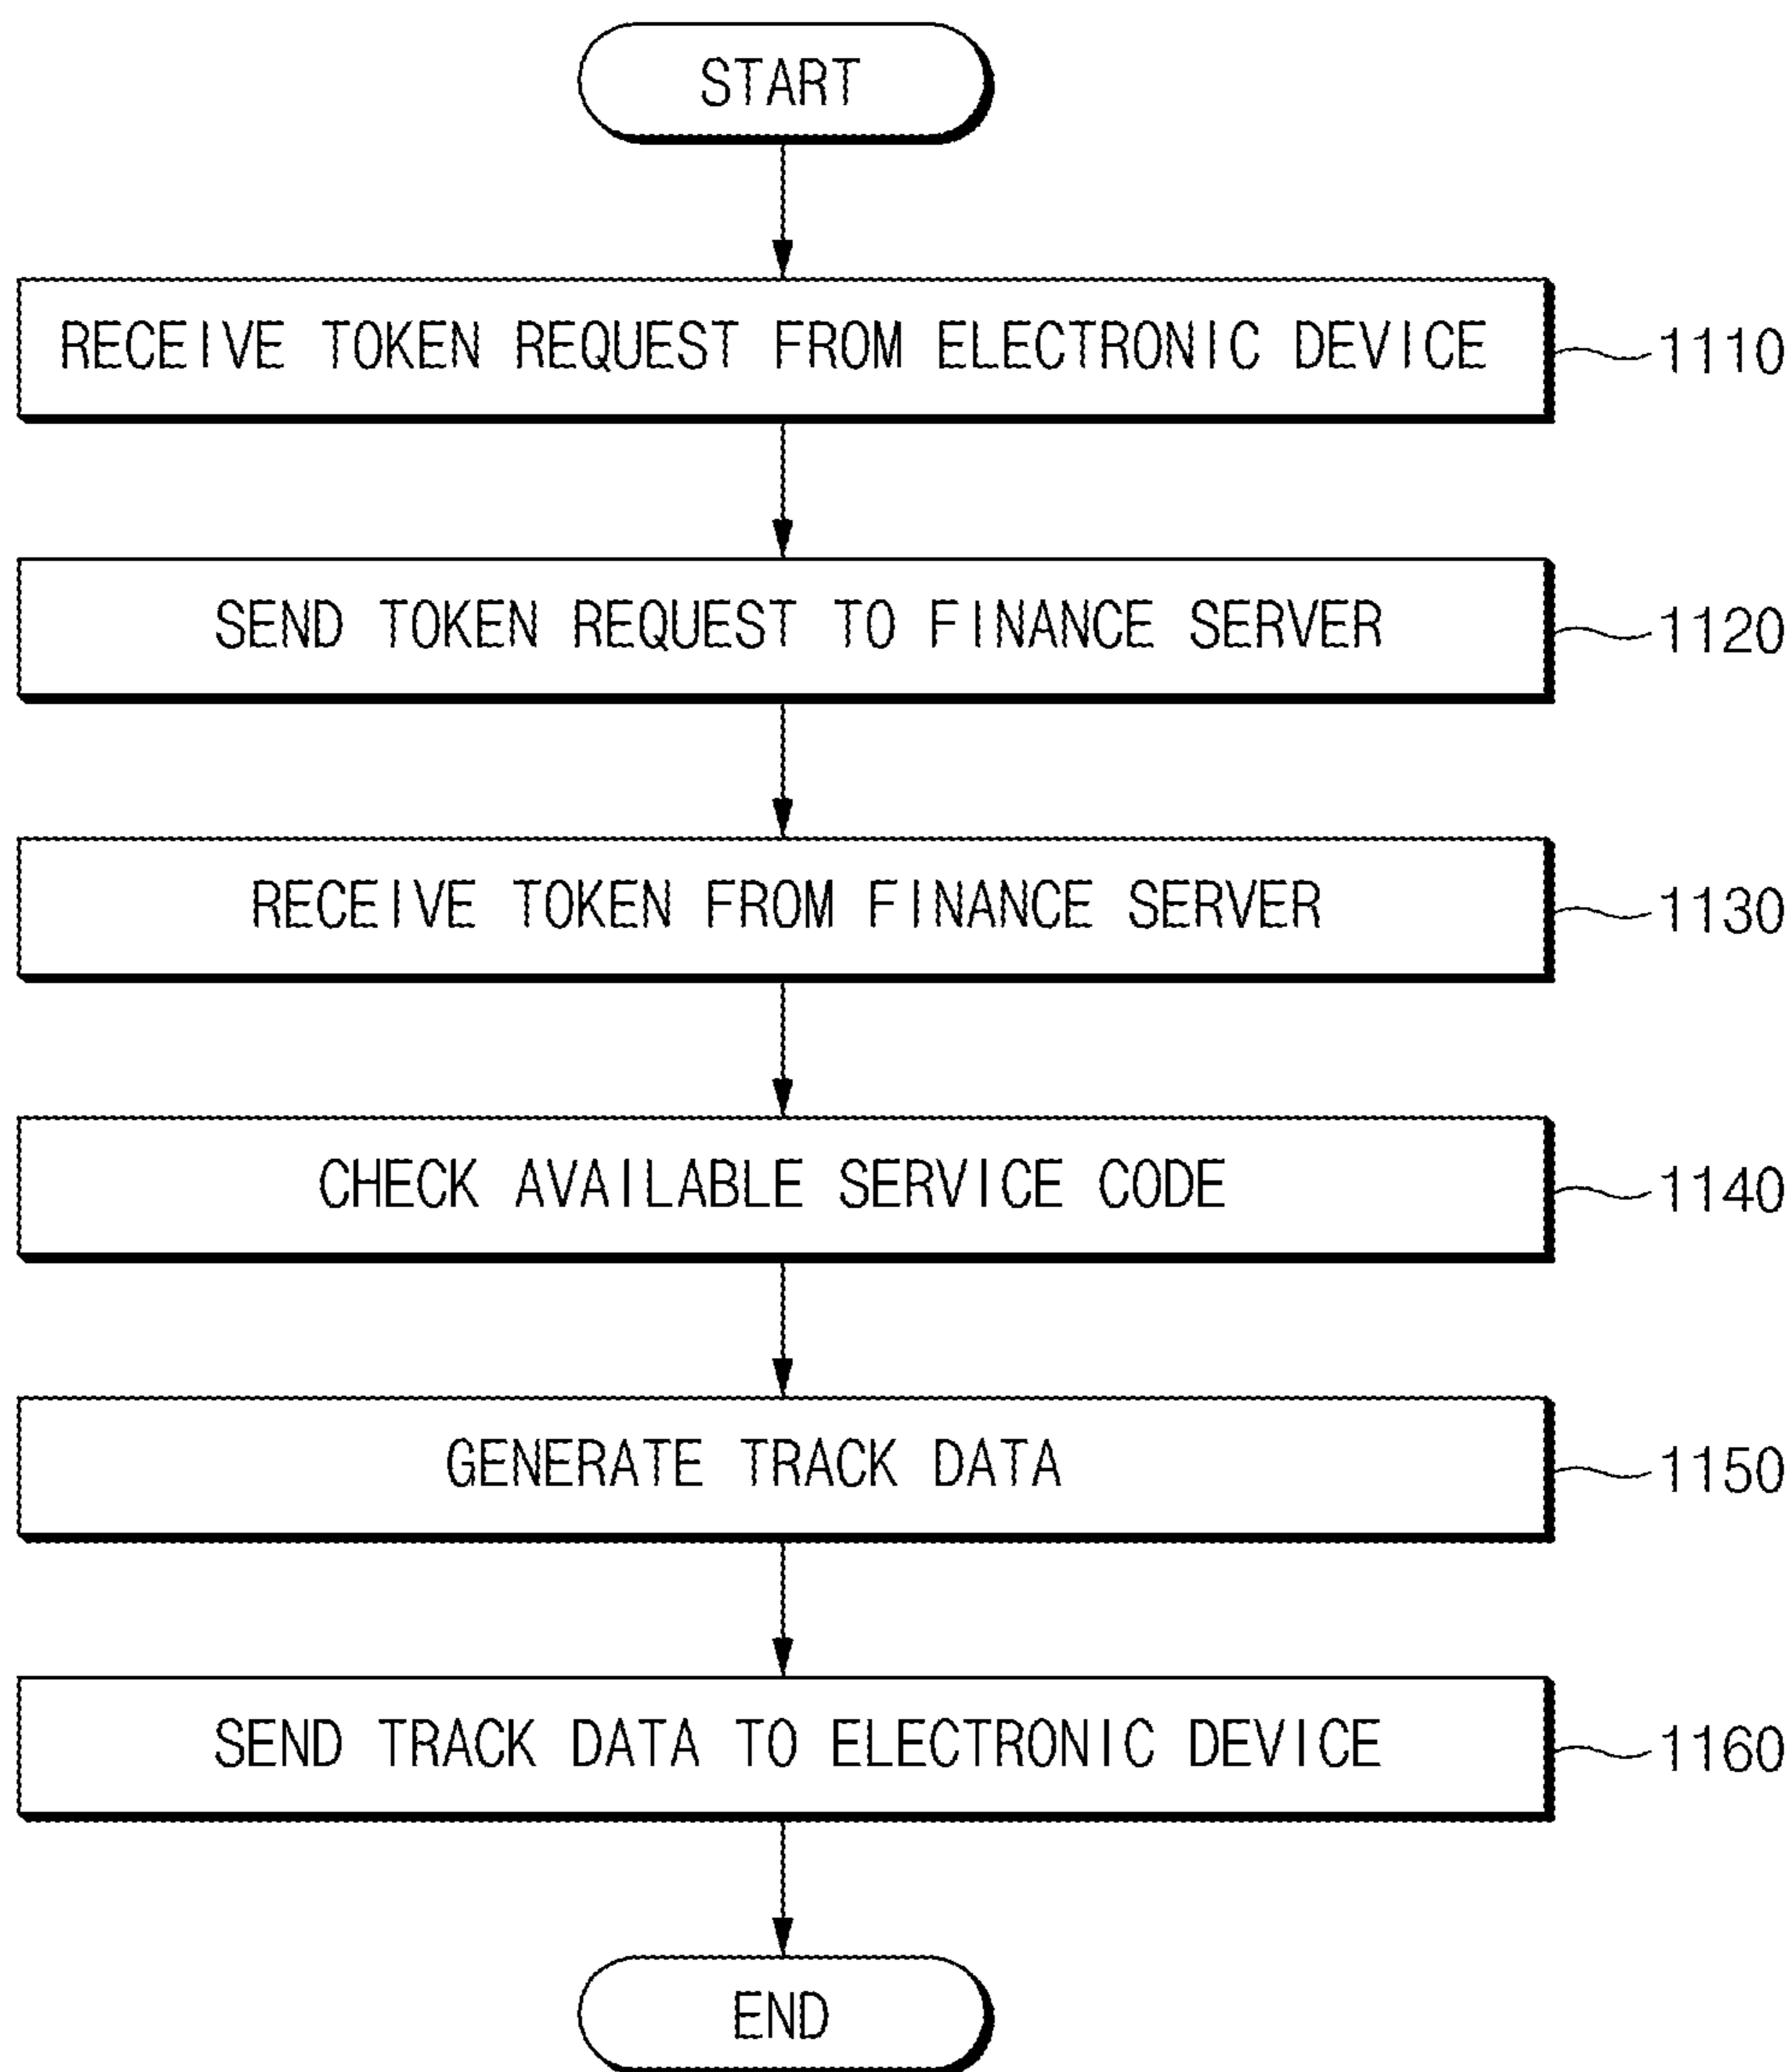 START
RECEIVE TOKEN REQUEST FROM ELECTRONIC DEVICE
1110
SEND TOKEN REQUEST TO FINANCE SERVER
1120
RECEIVE TOKEN FROM FINANCE SERVER
1130
CHECK AVAILABLE SERVICE CODE
1140
GENERATE TRACK DATA
1150
SEND TRACK DATA TO ELECTRONIC DEVICE
1160
END